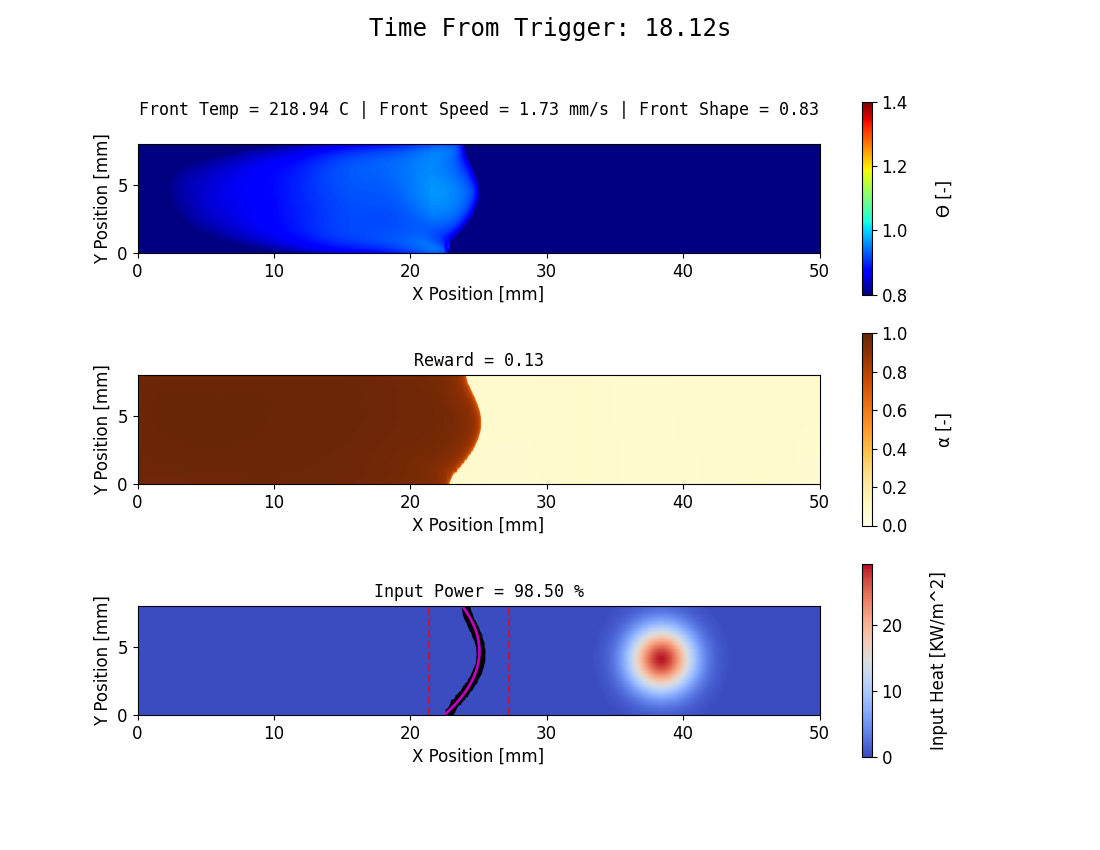 Time From Trigger: 18.12s
Front Temp = 218.94 C | Front Speed = 1.73 mm/s | Front Shape = 0.83
Y Position [mm]
5
0
0 10 20 30 40 50
X Position [mm]
1.4
1.2
1.0
0.8
Θ [-]
Reward = 0.13
Y Position [mm]
5
0
0 10 20 30 40 50
X Position [mm]
1.0
0.8
0.6
0.4
0.2
0.0
α [-]
Input Power = 98.50 %
Y Position [mm]
5
0
0 10 20 30 40 50
X Position [mm]
20
10
0
Input Heat [KW/m^2]